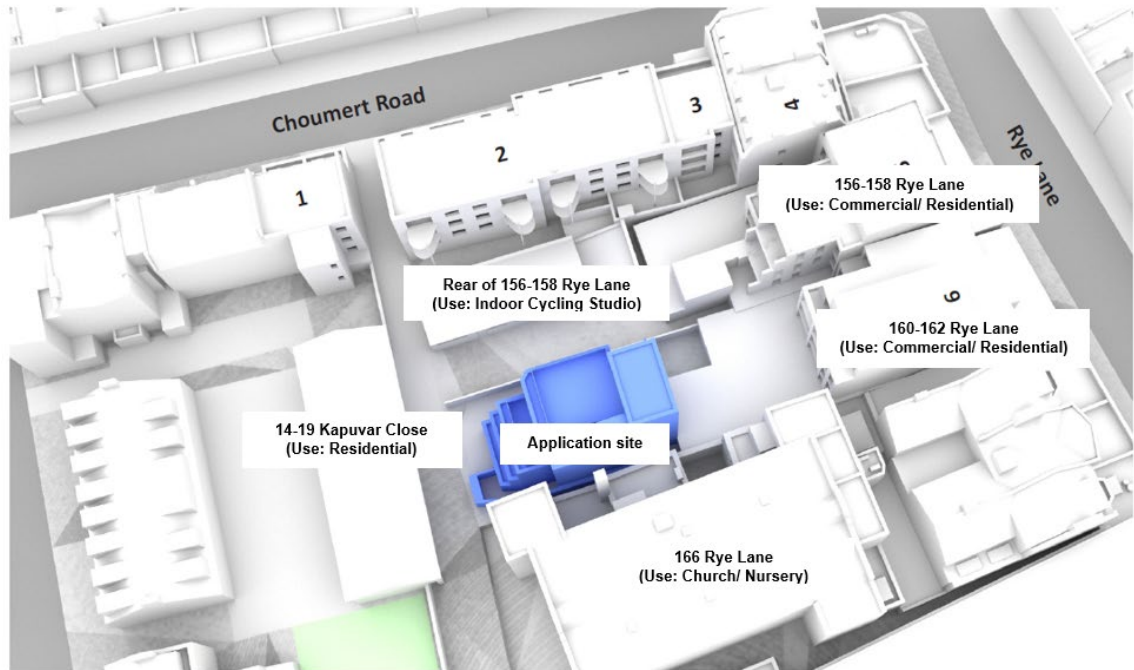 Choumert Road
Rye Lane
1
2
3
4
156-158 Rye Lane
(Use: Commercial/ Residential)
Rear of 156-158 Rye Lane
(Use: Indoor Cycling Studio)
6
160-162 Rye Lane
(Use: Commercial/ Residential)
14-19 Kapuvar Close
(Use: Residential)
Application site
166 Rye Lane
(Use: Church/ Nursery)